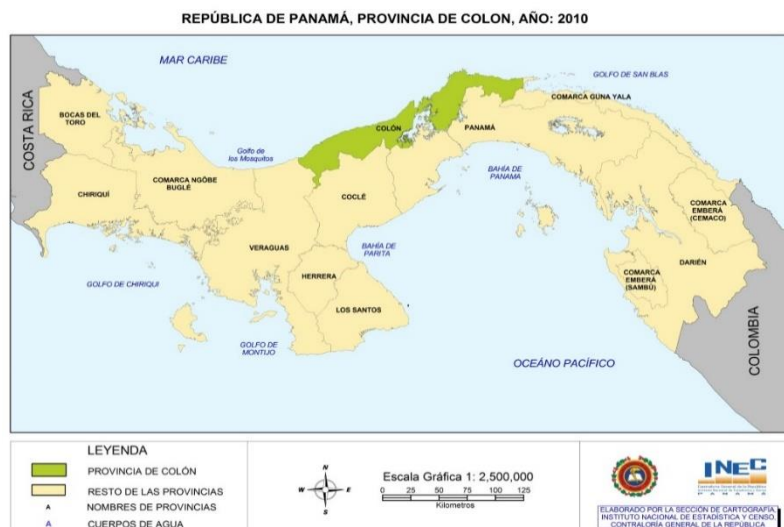 REPÚBLICA DE PANAMÁ, PROVINCIA DE COLON, AÑO: 2010
MAR CARIBE
GOLFO DE SAN BLAS
COSTA RICA
BOCAS DEL
TORO
COMARCA GUNA YALA
COLÓN
PANAMÁ
Golfo de
los Mosquitos
COMARCA NGÖBE
BUGLÉ
CHIRIQUÍ
BAHÍA DE
PANAMA
COCLÉ
COMARCA
EMBERÁ
(CEMACO)
VERAGUAS
BAHÍA DE
PARITA
DARIÉN
HERRERA
COMARCA
EMBERÁ
(SAMBÚ)
GOLFO DE CHIRIQUI
LOS SANTOS
GOLFO DE
MONTIJO
OCEÁNO PACÍFICO
COLOMBIA
LEYENDA
PROVINCIA DE COLÓN
RESTO DE LAS PROVINCIAS
A NOMBRES DE PROVINCIAS
A CUERPOS DE AGUA
N
W E
S
Escala Gráfica 1: 2,500,000
0 25 50 75 100 125
Kilometros
INEC
PANAMÁ
ELABORADO POR LA SECCIÓN DE CARTOGRAFÍA,
INSTITUTO NACIONAL DE ESTADÍSTICA Y CENSO,
CONTRALORÍA GENERAL DE LA REPÚBLICA